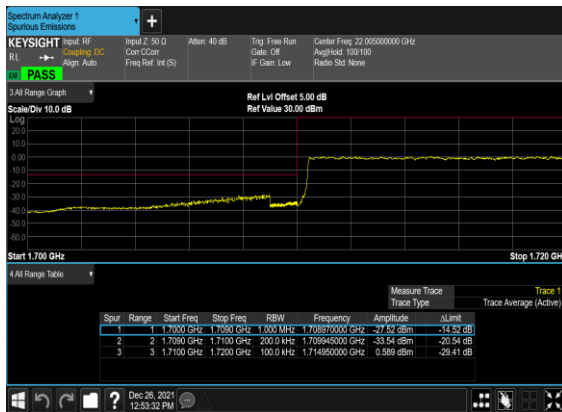 Spectrum Analyzer 1
Spurious Emissions
+
KEYSIGHT Input: RF Input Z: 50 Ω Atten: 40 dB Trig: Free Run Center Freq: 22.005000000 GHz
RL Coupling: DC Corr CCorr Gate: Off Avg|Hold: 100/100
Align: Auto Freq Ref: Int (S) IF Gain: Low Radio Std: None
PASS
3 All Range Graph
Ref Lvl Offset 5.00 dB
Scale/Div 10.0 dB Ref Value 30.00 dBm
Log
20.0
10.0
0.00
-10.0
-20.0
-30.0
-40.0
-50.0
-60.0
Start 1.700 GHz Stop 1.720 GH
4 All Range Table
Measure Trace Trace 1
Trace Type Trace Average (Active)
Spur Range Start Freq Stop Freq RBW Frequency Amplitude ΔLimit
1 1 1.7000 GHz 1.7090 GHz 1.000 MHz 1.708970000 GHz -27.52 dBm -14.52 dB
2 2 1.7090 GHz 1.7100 GHz 200.0 kHz 1.709945000 GHz -33.54 dBm -20.54 dB
3 3 1.7100 GHz 1.7200 GHz 100.0 kHz 1.714950000 GHz 0.589 dBm -29.41 dB
? Dec 26, 2021
12:53:32 PM